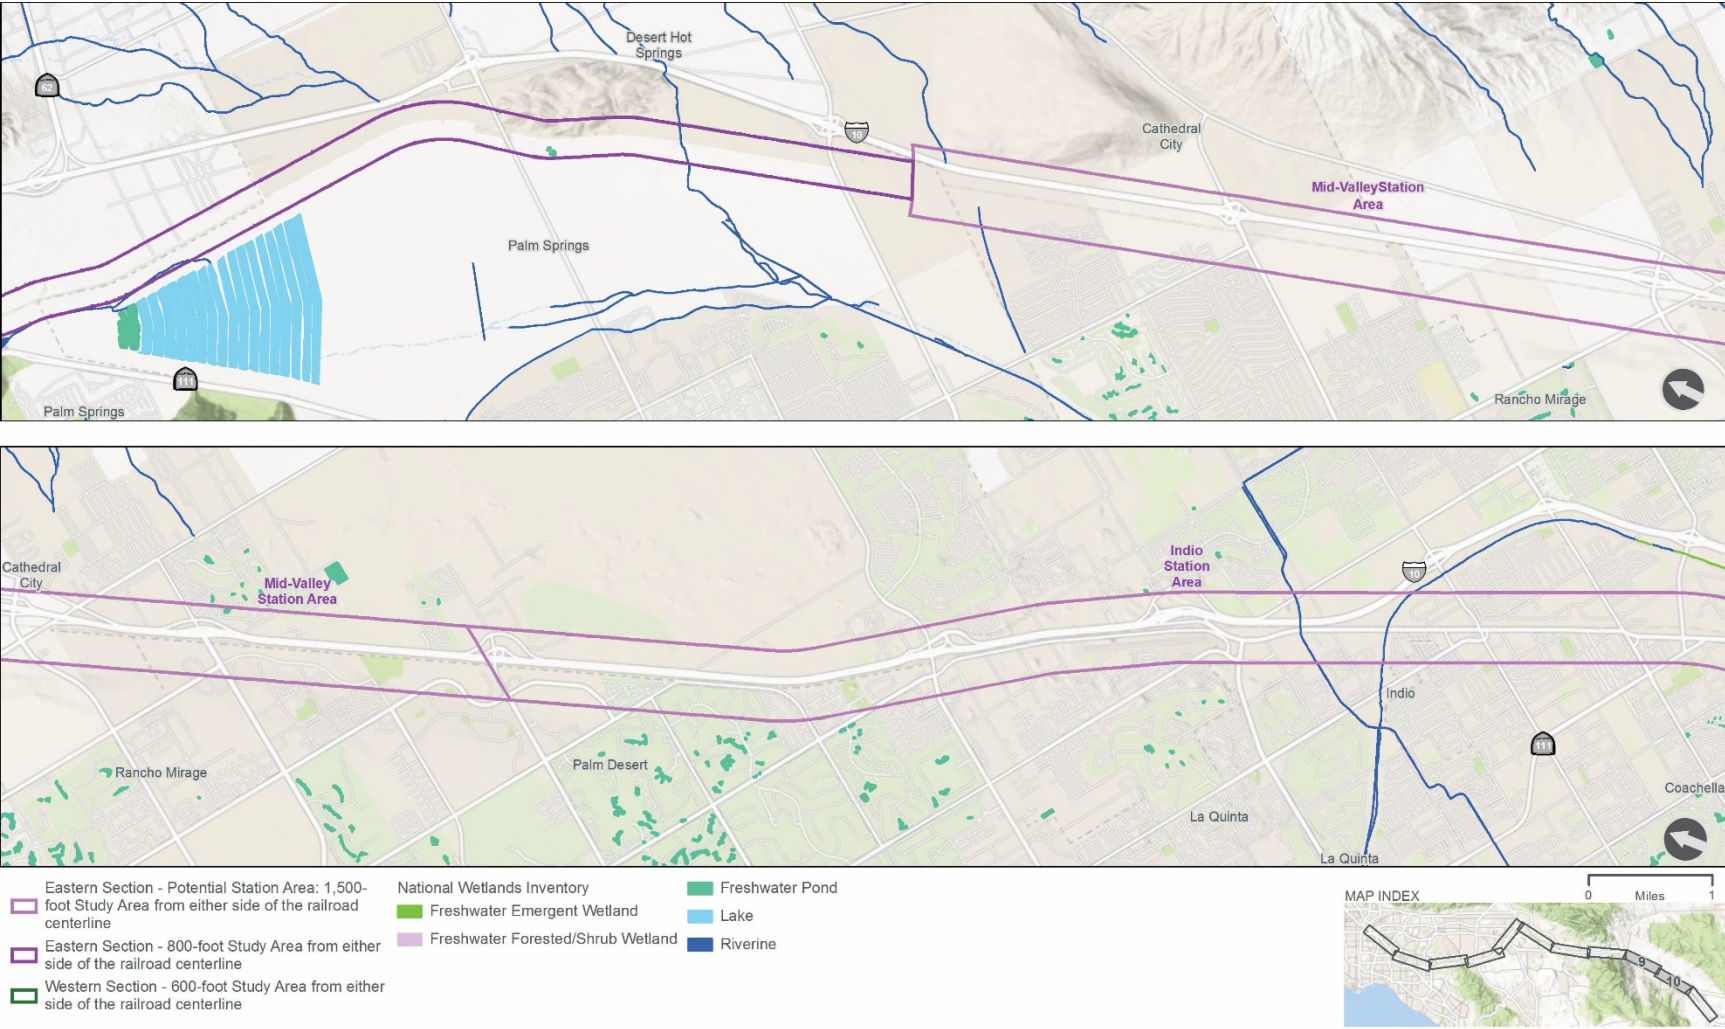 Desert Hot
Springs
62
10
Cathedral
City
Mid-ValleyStation
Area
Palm Springs
111
Palm Springs
Rancho Mirage
Cathedral
City
Mid-Valley
Station Area
Indio
Station
Area
10
Indio
111
Rancho Mirage
Palm Desert
La Quinta
Coachella
La Quinta
Eastern Section - Potential Station Area: 1,500-
foot Study Area from either side of the railroad
centerline
Eastern Section - 800-foot Study Area from either
side of the railroad centerline
Western Section - 600-foot Study Area from either
side of the railroad centerline
National Wetlands Inventory
Freshwater Emergent Wetland
Freshwater Forested/Shrub Wetland
Freshwater Pond
Lake
Riverine
0 Miles 1
MAP INDEX
9
10